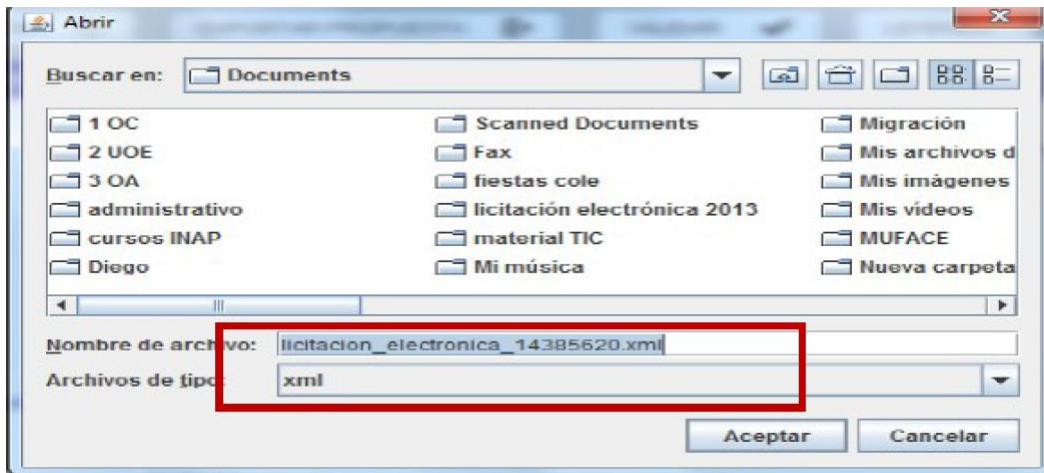 Abrir
Buscar en: Documents
1 OC Scanned Documents Migración
2 UOE Fax Mis archivos d
3 OA fiestas cole Mis imágenes
administrativo licitación electrónica 2013 Mis vídeos
cursos INAP material TIC MUFACE
Diego Mi música Nueva carpeta
Nombre de archivo: licitacion_electronica_14385620.xml
Archivos de tipo: xml
Aceptar Cancelar